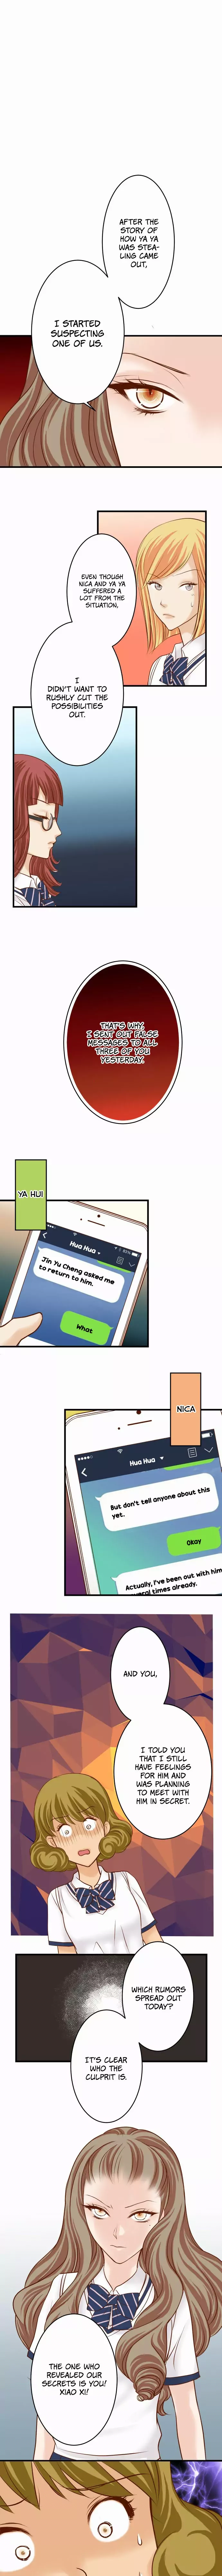 AFTER THE
STORY OF
HOW YA YA
WAS STEA-
LING CAME
OUT,
I STARTED
SUSPECTING
ONE OF US.
EVEN THOUGH
NICA AND YA YA
SUFFERED A
LOT FROM THE
SITUATION,
I
DIDN'T WANT TO
RUSHLY CUT THE
POSSIBILITIES
OUT.
THAT'S WHY,
I SENT OUT FALSE
MESSAGES TO ALL
THREE OF YOU
YESTERDAY.
YA HUI
Hua Hua
Jin Yu Cheng asked me
to return to him.
What
NICA
Hua Hua
But don't tell anyone about this
yet.
Okay
Actually, I've been out with him
several times already.
AND YOU,
I TOLD YOU
THAT I STILL
HAVE FEELINGS
FOR HIM AND
WAS PLANNING
TO MEET WITH
HIM IN SECRET.
WHICH RUMORS
SPREAD OUT
TODAY?
IT'S CLEAR
WHO THE
CULPRIT IS.
THE ONE WHO
REVEALED OUR
SECRETS IS YOU!
XIAO XI!